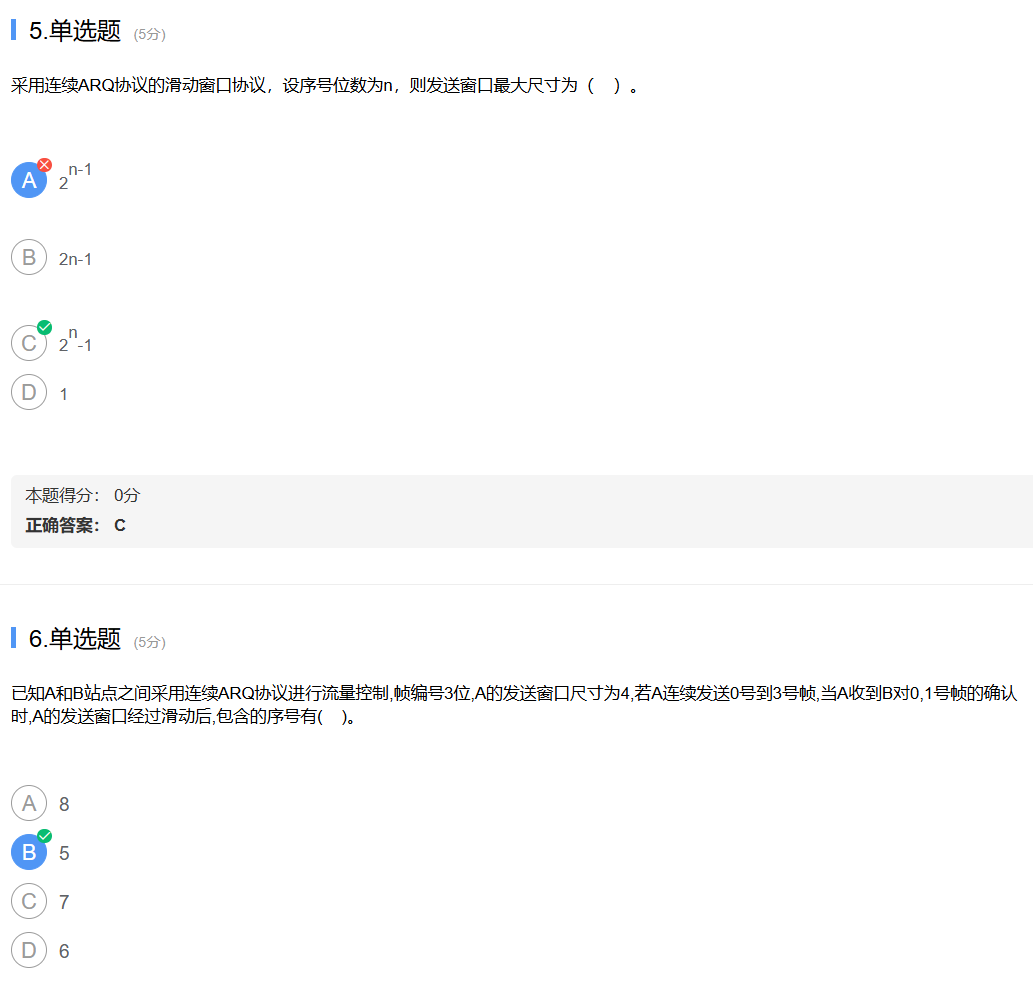 5.单选题 (5分)
采用连续ARQ协议的滑动窗口协议，设序号位数为n，则发送窗口最大尺寸为（　）。
A 2^n-1
B 2n-1
C 2^n-1
D 1
本题得分： 0分
正确答案： C
6.单选题 (5分)
已知A和B站点之间采用连续ARQ协议进行流量控制,帧编号3位,A的发送窗口尺寸为4,若A连续发送0号到3号帧,当A收到B对0,1号帧的确认
时,A的发送窗口经过滑动后,包含的序号有(　)。
A 8
B 5
C 7
D 6